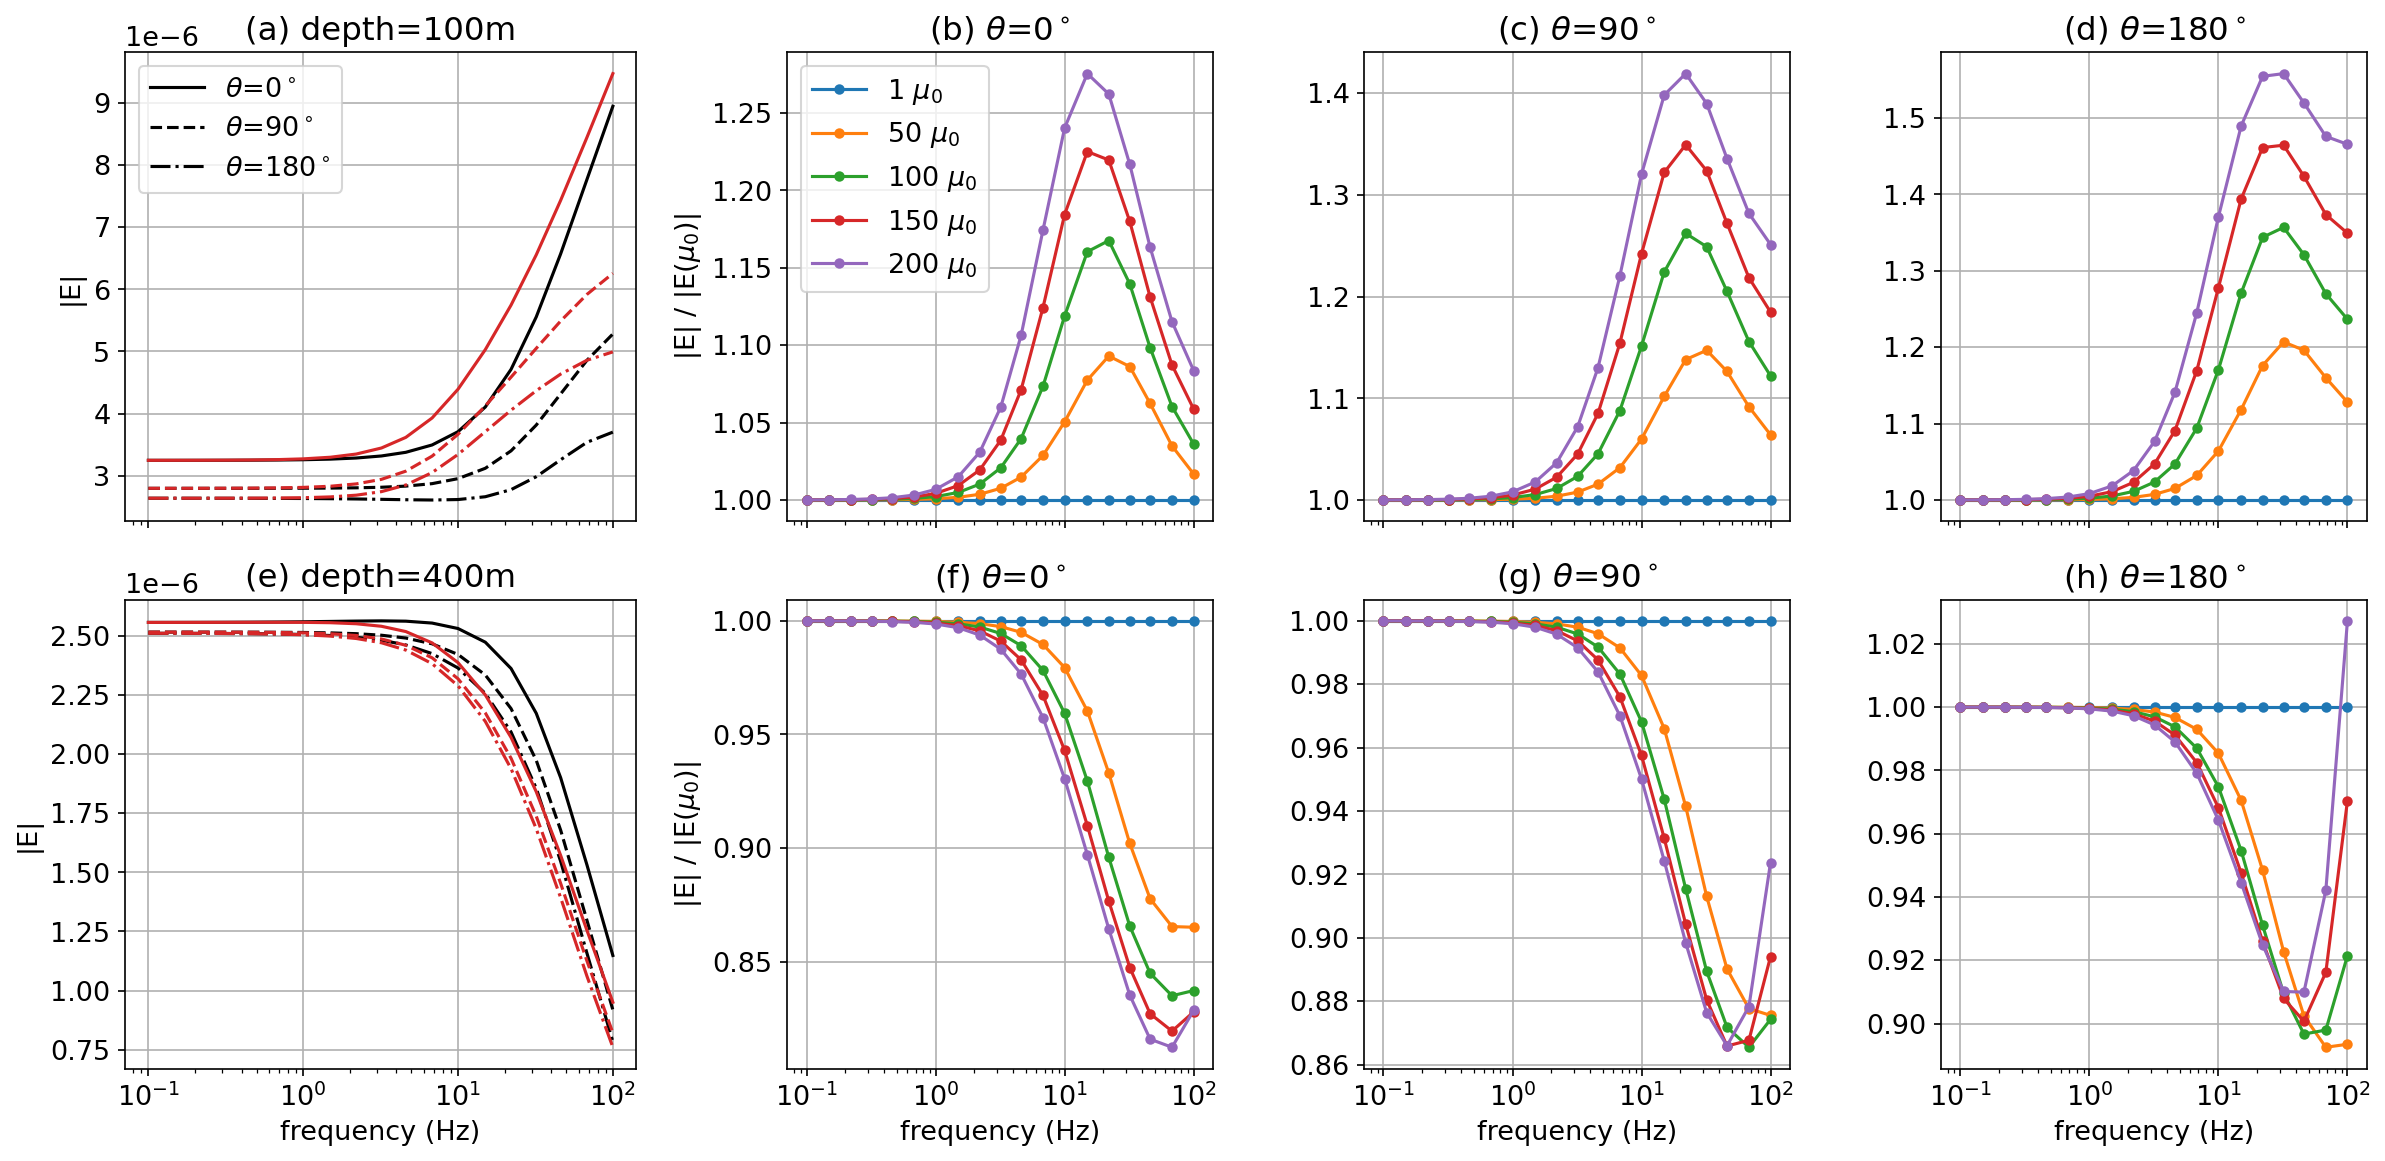 (a) depth=100m
1e−6
θ=0°
θ=90°
θ=180°
|E|
9
8
7
6
5
4
3
(b) θ=0°
1 μ₀
50 μ₀
100 μ₀
150 μ₀
200 μ₀
|E| / |E(μ₀)|
1.25
1.20
1.15
1.10
1.05
1.00
(c) θ=90°
1.4
1.3
1.2
1.1
1.0
(d) θ=180°
1.5
1.4
1.3
1.2
1.1
1.0
(e) depth=400m
1e−6
|E|
2.50
2.25
2.00
1.75
1.50
1.25
1.00
0.75
10⁻¹
10⁰
10¹
10²
frequency (Hz)
(f) θ=0°
|E| / |E(μ₀)|
1.00
0.95
0.90
0.85
10⁻¹
10⁰
10¹
10²
frequency (Hz)
(g) θ=90°
1.00
0.98
0.96
0.94
0.92
0.90
0.88
0.86
10⁻¹
10⁰
10¹
10²
frequency (Hz)
(h) θ=180°
1.02
1.00
0.98
0.96
0.94
0.92
0.90
10⁻¹
10⁰
10¹
10²
frequency (Hz)